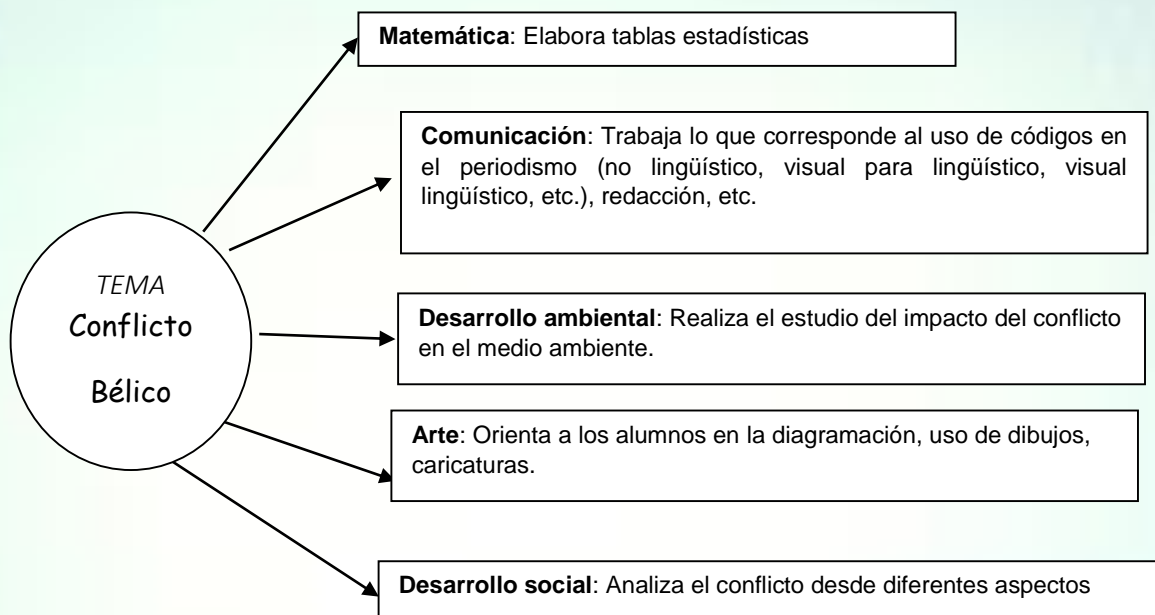 Matemática: Elabora tablas estadísticas
Comunicación: Trabaja lo que corresponde al uso de códigos en
el periodismo (no lingüístico, visual para lingüístico, visual
lingüístico, etc.), redacción, etc.
TEMA
Conflicto
Bélico
Desarrollo ambiental: Realiza el estudio del impacto del conflicto
en el medio ambiente.
Arte: Orienta a los alumnos en la diagramación, uso de dibujos,
caricaturas.
Desarrollo social: Analiza el conflicto desde diferentes aspectos